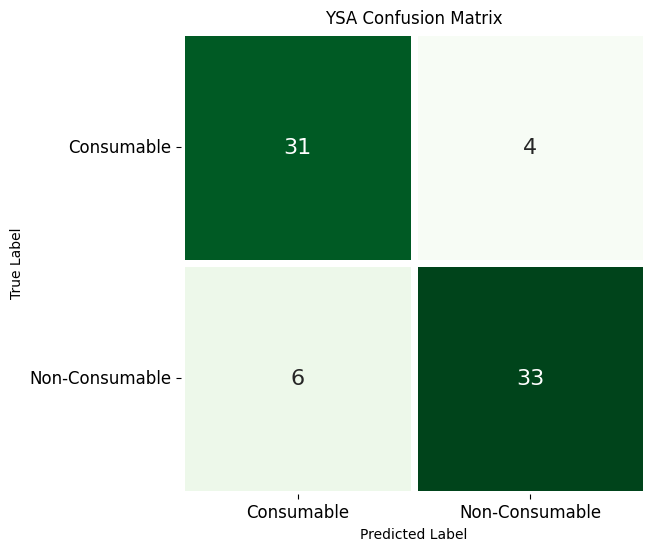 YSA Confusion Matrix
True Label
Consumable
31
4
Non-Consumable
6
33
Consumable
Non-Consumable
Predicted Label